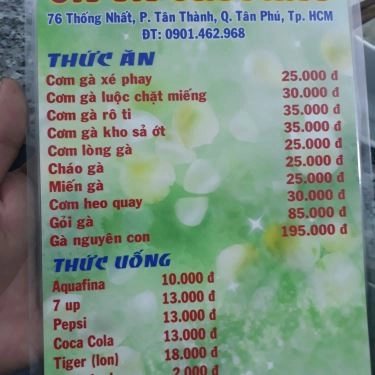 76 Thống Nhất, P. Tân Thành, Q. Tân Phú, Tp. HCM
ĐT: 0901.462.968
THỨC ĂN
Cơm gà xé phay 25.000 đ
Cơm gà luộc chặt miếng 30.000 đ
Cơm gà rô ti 35.000 đ
Cơm gà kho sả ớt 35.000 đ
Cơm lòng gà 25.000 đ
Cháo gà 25.000 đ
Miến gà 25.000 đ
Cơm heo quay 30.000 đ
Gỏi gà 85.000 đ
Gà nguyên con 195.000 đ
THỨC UỐNG
Aquafina 10.000 đ
7 up 13.000 đ
Pepsi 13.000 đ
Coca Cola 13.000 đ
Tiger (lon) 18.000 đ
2.000 đ